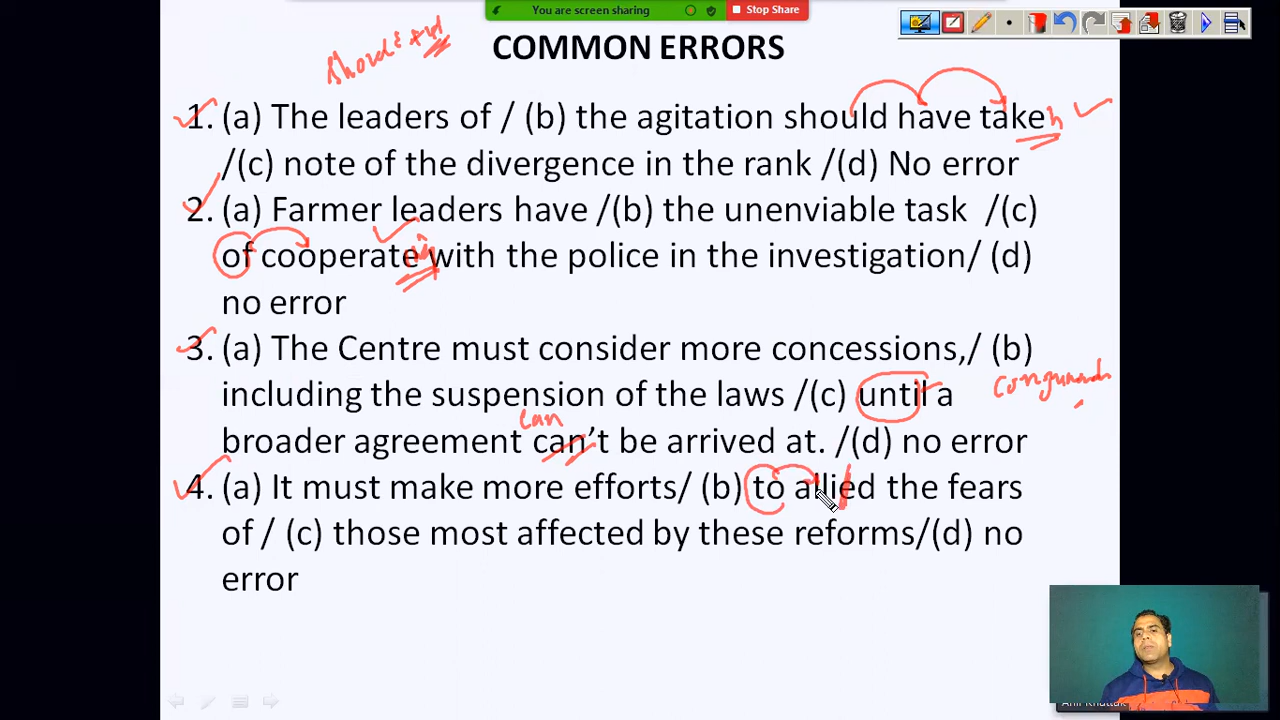 You are screen sharing
Stop Share
COMMON ERRORS
1. (a) The leaders of / (b) the agitation should have taken
/(c) note of the divergence in the rank /(d) No error
2. (a) Farmer leaders have /(b) the unenviable task /(c)
of cooperate with the police in the investigation/ (d)
no error
3. (a) The Centre must consider more concessions,/ (b)
including the suspension of the laws /(c) until a
can
broader agreement can't be arrived at. /(d) no error
4. (a) It must make more efforts/ (b) to allied the fears
of / (c) those most affected by these reforms/(d) no
error